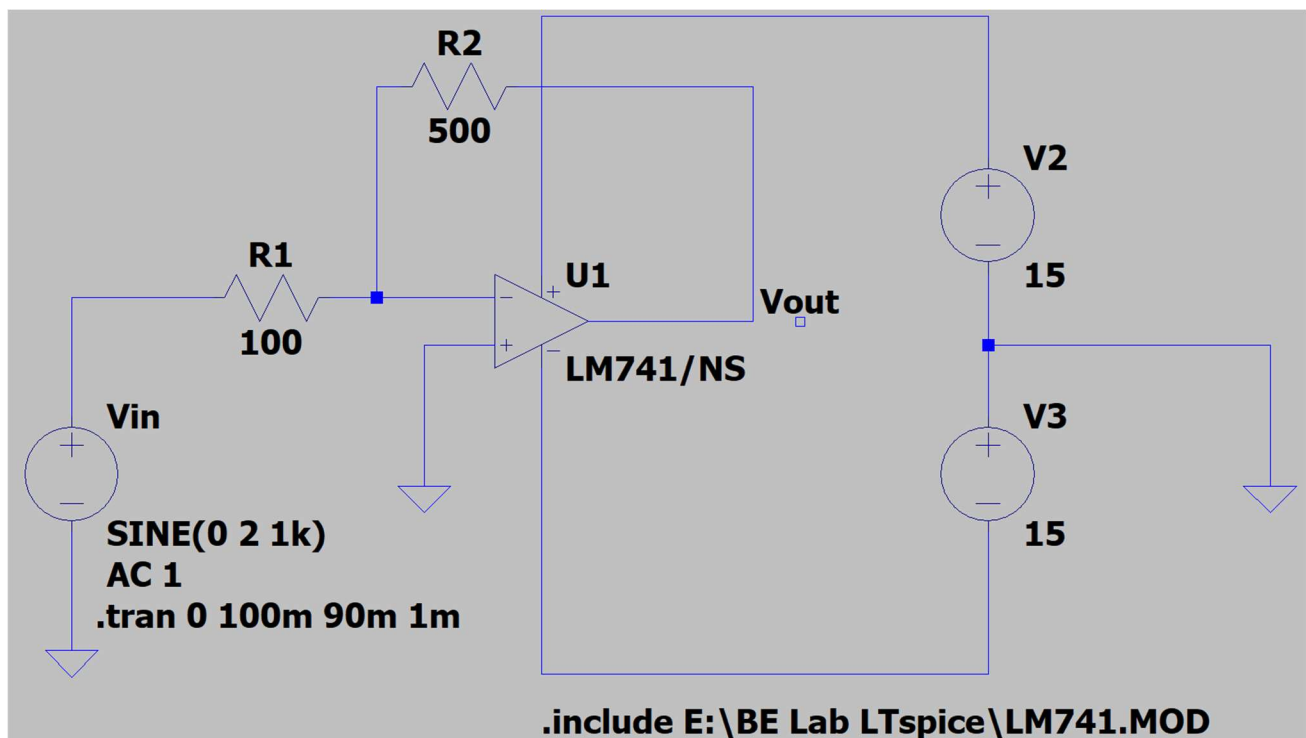 R2
500
V2
15
R1
100
U1
LM741/NS
Vout
Vin
SINE(0 2 1k)
AC 1
.tran 0 100m 90m 1m
V3
15
.include E:\BE Lab LTspice\LM741.MOD